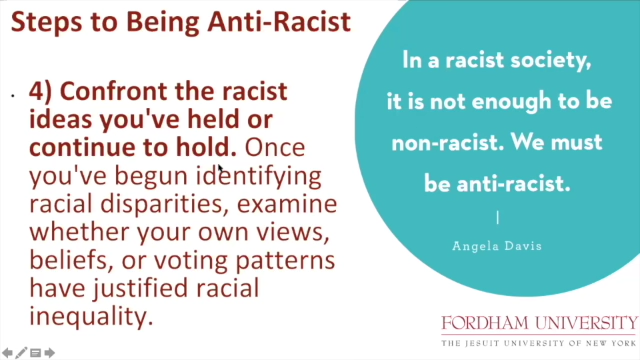 Steps to Being Anti-Racist
4) Confront the racist
ideas you've held or
continue to hold. Once
you've begun identifying
racial disparities, examine
whether your own views,
beliefs, or voting patterns
have justified racial
inequality.
In a racist society,
it is not enough to be
non-racist. We must
be anti-racist.
Angela Davis
FORDHAM UNIVERSITY
THE JESUIT UNIVERSITY OF NEW YORK